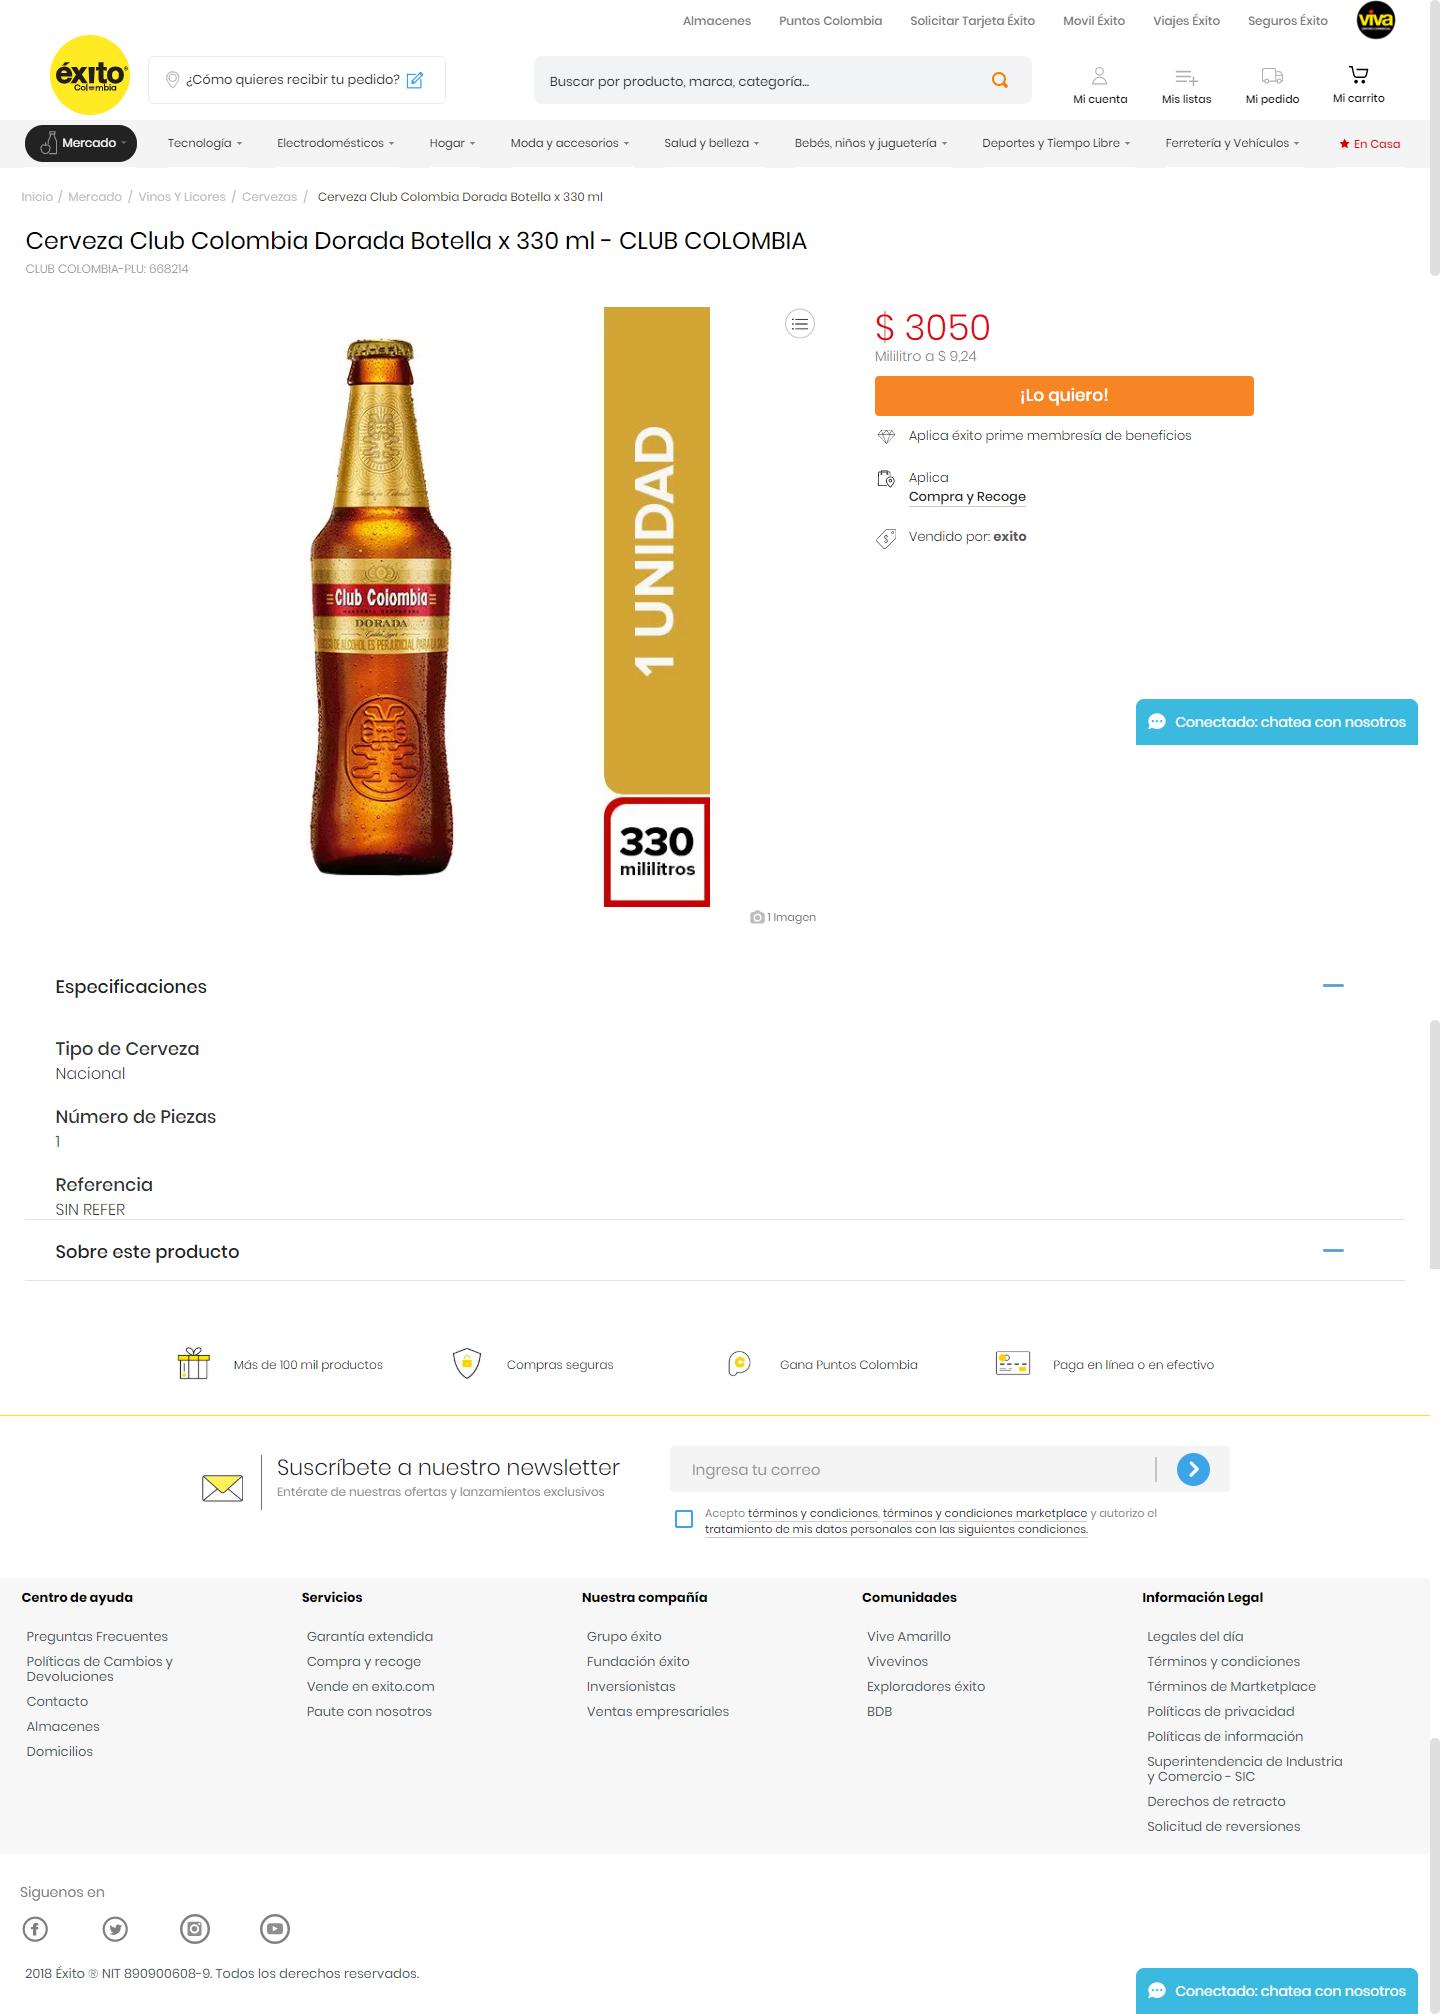 Almacenes Puntos Colombia Solicitar Tarjeta Éxito Movil Éxito Viajes Éxito Seguros Éxito viva
éxito
Colombia
¿Cómo quieres recibir tu pedido?
Buscar por producto, marca, categoría...
Mi cuenta Mis listas Mi pedido Mi carrito
Mercado Tecnología Electrodomésticos Hogar Moda y accesorios Salud y belleza Bebés, niños y juguetería Deportes y Tiempo Libre Ferretería y Vehículos En Casa
Inicio / Mercado / Vinos Y Licores / Cervezas / Cerveza Club Colombia Dorada Botella x 330 ml
Cerveza Club Colombia Dorada Botella x 330 ml - CLUB COLOMBIA
CLUB COLOMBIA-PLU: 668214
Club Colombia
DORADA
1 UNIDAD
330
mililitros
1 Imagen
$ 3050
Mililitro a $ 9,24
¡Lo quiero!
Aplica éxito prime membresía de beneficios
Aplica
Compra y Recoge
Vendido por: exito
Conectado: chatea con nosotros
Especificaciones
Tipo de Cerveza
Nacional
Número de Piezas
1
Referencia
SIN REFER
Sobre este producto
Más de 100 mil productos Compras seguras Gana Puntos Colombia Paga en línea o en efectivo
Suscríbete a nuestro newsletter
Entérate de nuestras ofertas y lanzamientos exclusivos
Ingresa tu correo
Acepto términos y condiciones, términos y condiciones marketplace y autorizo el
tratamiento de mis datos personales con las siguientes condiciones.
Centro de ayuda
Preguntas Frecuentes
Políticas de Cambios y
Devoluciones
Contacto
Almacenes
Domicilios
Servicios
Garantía extendida
Compra y recoge
Vende en exito.com
Paute con nosotros
Nuestra compañía
Grupo éxito
Fundación éxito
Inversionistas
Ventas empresariales
Comunidades
Vive Amarillo
Vivevinos
Exploradores éxito
BDB
Información Legal
Legales del día
Términos y condiciones
Términos de Martketplace
Políticas de privacidad
Políticas de información
Superintendencia de Industria
y Comercio - SIC
Derechos de retracto
Solicitud de reversiones
Siguenos en
2018 Éxito ® NIT 890900608-9. Todos los derechos reservados.
Conectado: chatea con nosotros